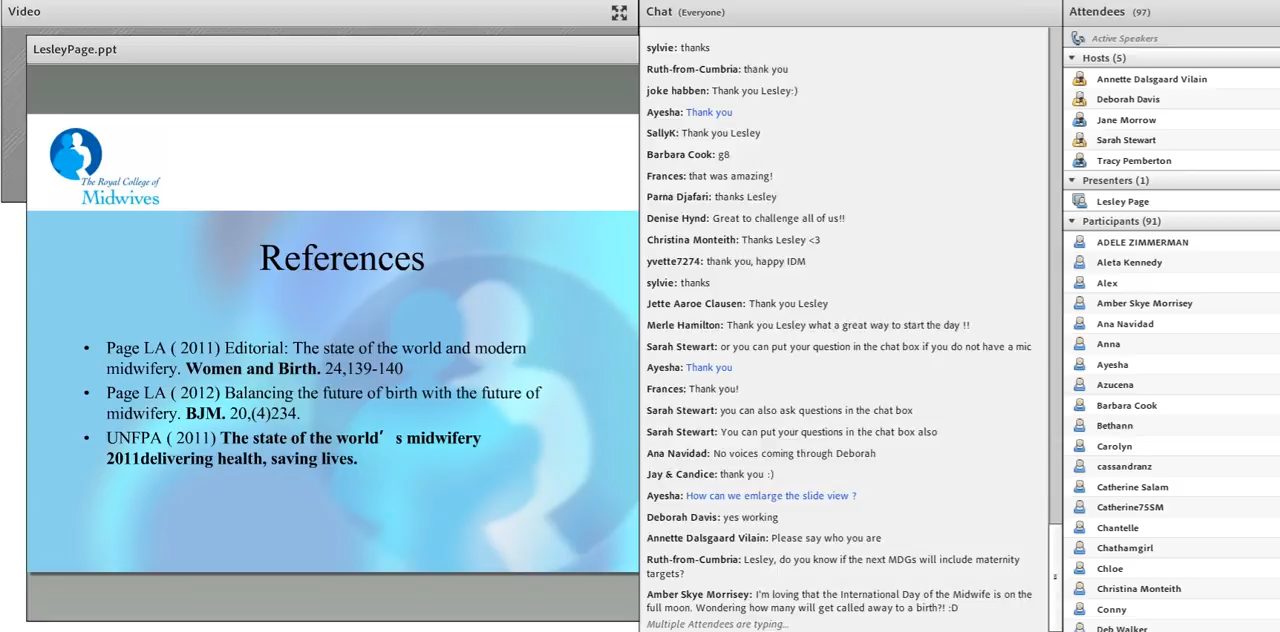 Video
LesleyPage.ppt
The Royal College of
Midwives
References
• Page LA ( 2011) Editorial: The state of the world and modern
midwifery. Women and Birth. 24,139-140
• Page LA ( 2012) Balancing the future of birth with the future of
midwifery. BJM. 20,(4)234.
• UNFPA ( 2011) The state of the world’ s midwifery
2011delivering health, saving lives.
Chat (Everyone)
sylvie: thanks
Ruth-from-Cumbria: thank you
joke habben: Thank you Lesley:)
Ayesha: Thank you
SallyK: Thank you Lesley
Barbara Cook: g8
Frances: that was amazing!
Parna Djafari: thanks Lesley
Denise Hynd: Great to challenge all of us!!
Christina Monteith: Thanks Lesley <3
yvette7274: thank you, happy IDM
sylvie: thanks
Jette Aaroe Clausen: Thank you Lesley
Merle Hamilton: Thank you Lesley what a great way to start the day !!
Sarah Stewart: or you can put your question in the chat box if you do not have a mic
Ayesha: Thank you
Frances: Thank you!
Sarah Stewart: you can also ask questions in the chat box
Sarah Stewart: You can put your questions in the chat box also
Ana Navidad: No voices coming through Deborah
Jay & Candice: thank you :)
Ayesha: How can we emlarge the slide view ?
Deborah Davis: yes working
Annette Dalsgaard Vilain: Please say who you are
Ruth-from-Cumbria: Lesley, do you know if the next MDGs will include maternity
targets?
Amber Skye Morrisey: I'm loving that the International Day of the Midwife is on the
full moon. Wondering how many will get called away to a birth?! :D
Multiple Attendees are typing...
Attendees (97)
Active Speakers
Hosts (5)
Annette Dalsgaard Vilain
Deborah Davis
Jane Morrow
Sarah Stewart
Tracy Pemberton
Presenters (1)
Lesley Page
Participants (91)
ADELE ZIMMERMAN
Aleta Kennedy
Alex
Amber Skye Morrisey
Ana Navidad
Anna
Ayesha
Azucena
Barbara Cook
Bethann
Carolyn
cassandranz
Catherine Salam
Catherine75SM
Chantelle
Chathamgirl
Chloe
Christina Monteith
Conny
Deb Walker